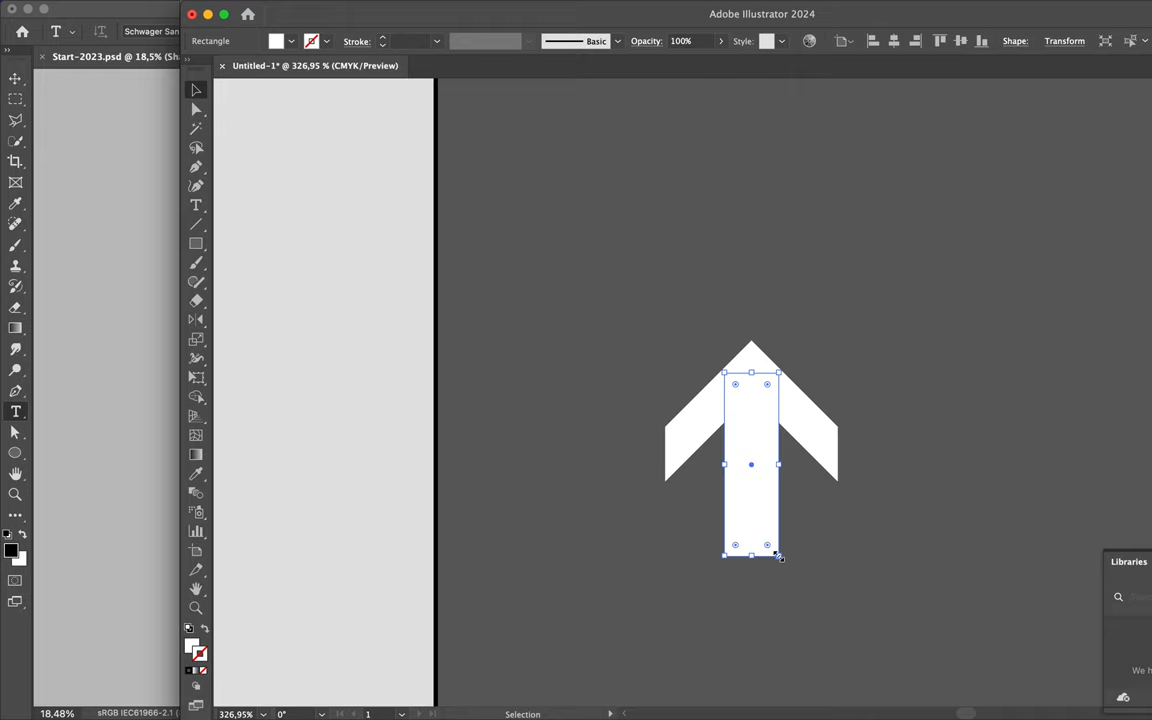 Adobe Illustrator 2024
T
Schwager San
Rectangle
Stroke:
Basic
Opacity:
100%
Style:
Shape:
Transform
Start-2023.psd @ 18,5% (Sh
Untitled-1* @ 326,95 % (CMYK/Preview)
T
T
Libraries
We h
18,48%
sRGB IEC61966-2.1
326,95%
0°
1
Selection